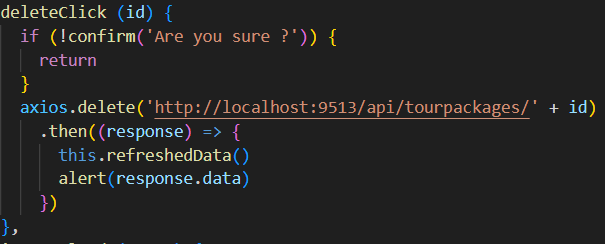 deleteClick (id) {
if (!confirm('Are you sure ?')) {
return
}
axios.delete('http://localhost:9513/api/tourpackages/' + id)
.then((response) => {
this.refreshedData()
alert(response.data)
})
},